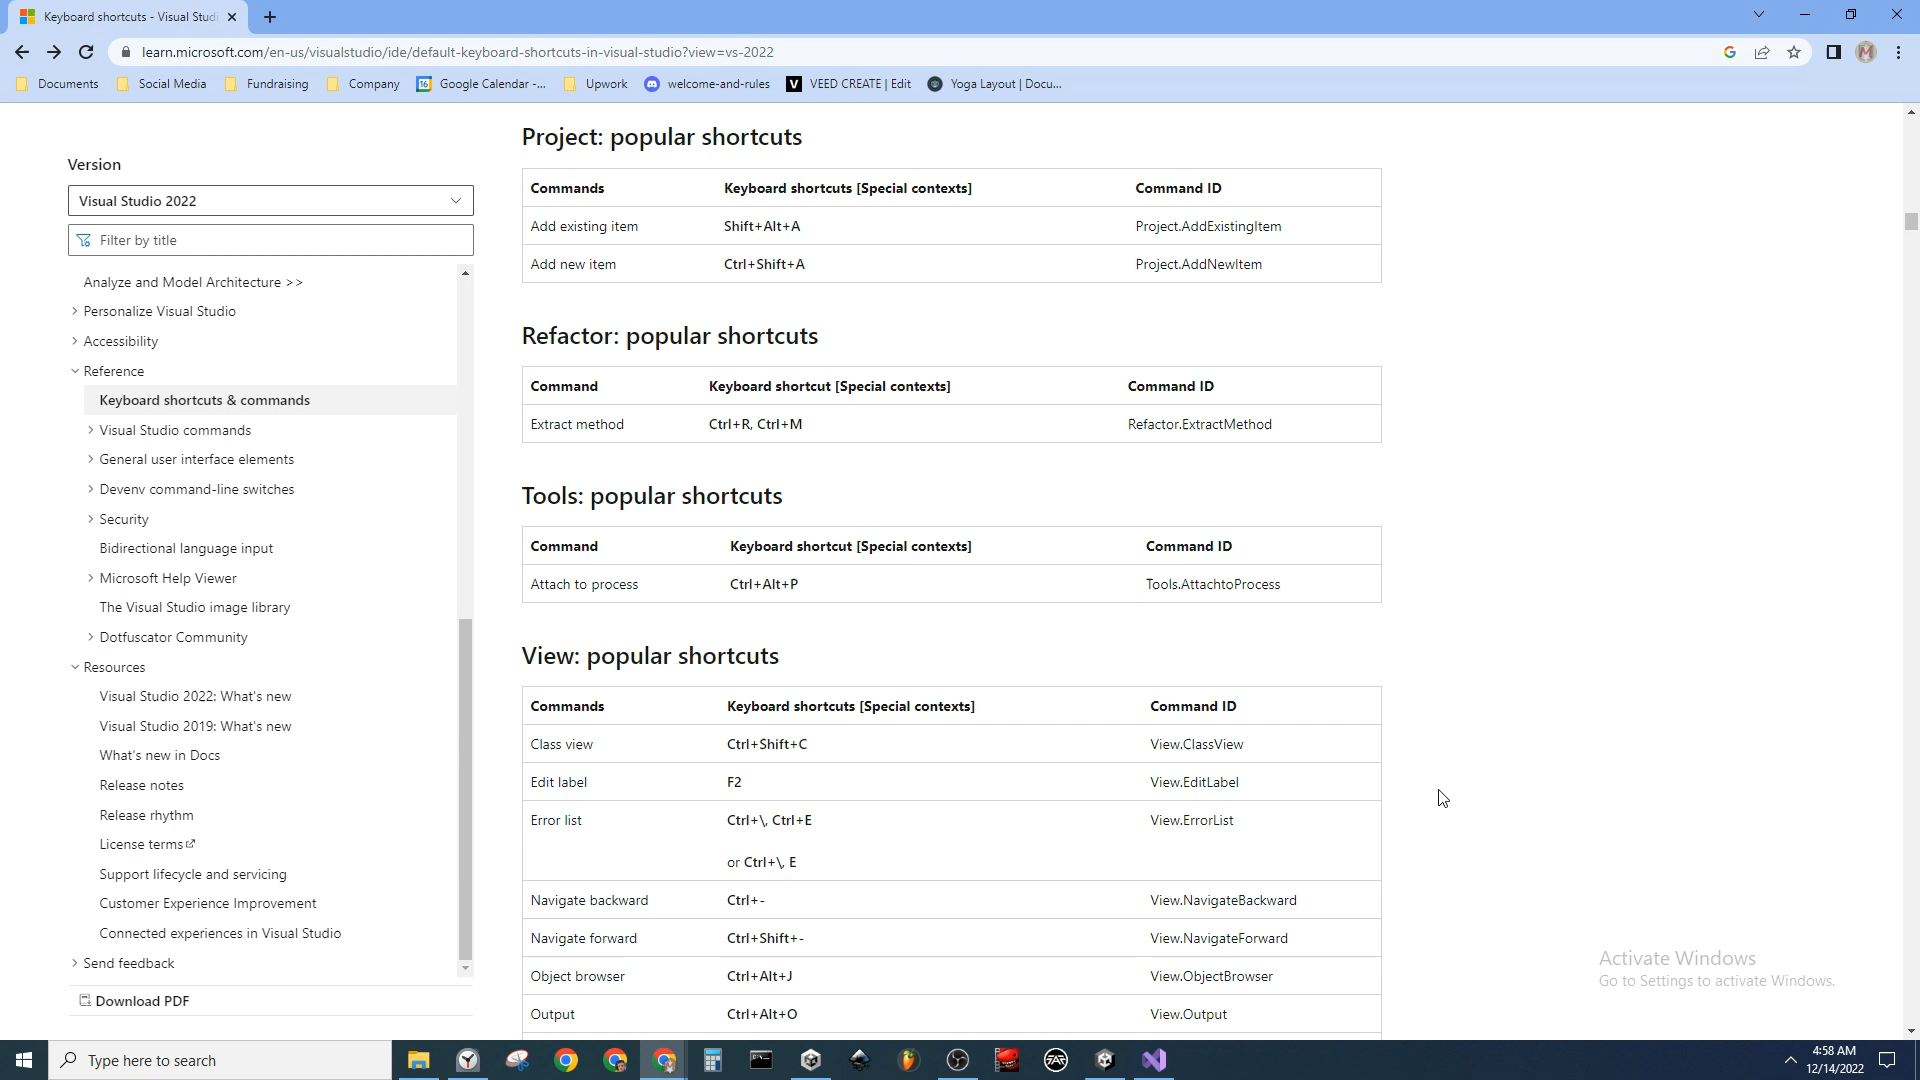 Keyboard shortcuts - Visual Studi
learn.microsoft.com/en-us/visualstudio/ide/default-keyboard-shortcuts-in-visual-studio?view=vs-2022
Documents
Social Media
Fundraising
Company
Google Calendar -...
Upwork
welcome-and-rules
VEED CREATE | Edit
Yoga Layout | Docu...
Version
Visual Studio 2022
Filter by title
Analyze and Model Architecture >>
Personalize Visual Studio
Accessibility
Reference
Keyboard shortcuts & commands
Visual Studio commands
General user interface elements
Devenv command-line switches
Security
Bidirectional language input
Microsoft Help Viewer
The Visual Studio image library
Dotfuscator Community
Resources
Visual Studio 2022: What's new
Visual Studio 2019: What's new
What's new in Docs
Release notes
Release rhythm
License terms
Support lifecycle and servicing
Customer Experience Improvement
Connected experiences in Visual Studio
Send feedback
Download PDF
Project: popular shortcuts
Commands Keyboard shortcuts [Special contexts] Command ID
Add existing item Shift+Alt+A Project.AddExistingItem
Add new item Ctrl+Shift+A Project.AddNewItem
Refactor: popular shortcuts
Command Keyboard shortcut [Special contexts] Command ID
Extract method Ctrl+R, Ctrl+M Refactor.ExtractMethod
Tools: popular shortcuts
Command Keyboard shortcut [Special contexts] Command ID
Attach to process Ctrl+Alt+P Tools.AttachtoProcess
View: popular shortcuts
Commands Keyboard shortcuts [Special contexts] Command ID
Class view Ctrl+Shift+C View.ClassView
Edit label F2 View.EditLabel
Error list Ctrl+\, Ctrl+E View.ErrorList
or Ctrl+\, E
Navigate backward Ctrl+- View.NavigateBackward
Navigate forward Ctrl+Shift+- View.NavigateForward
Object browser Ctrl+Alt+J View.ObjectBrowser
Output Ctrl+Alt+O View.Output
Activate Windows
Go to Settings to activate Windows.
Type here to search
4:58 AM
12/14/2022